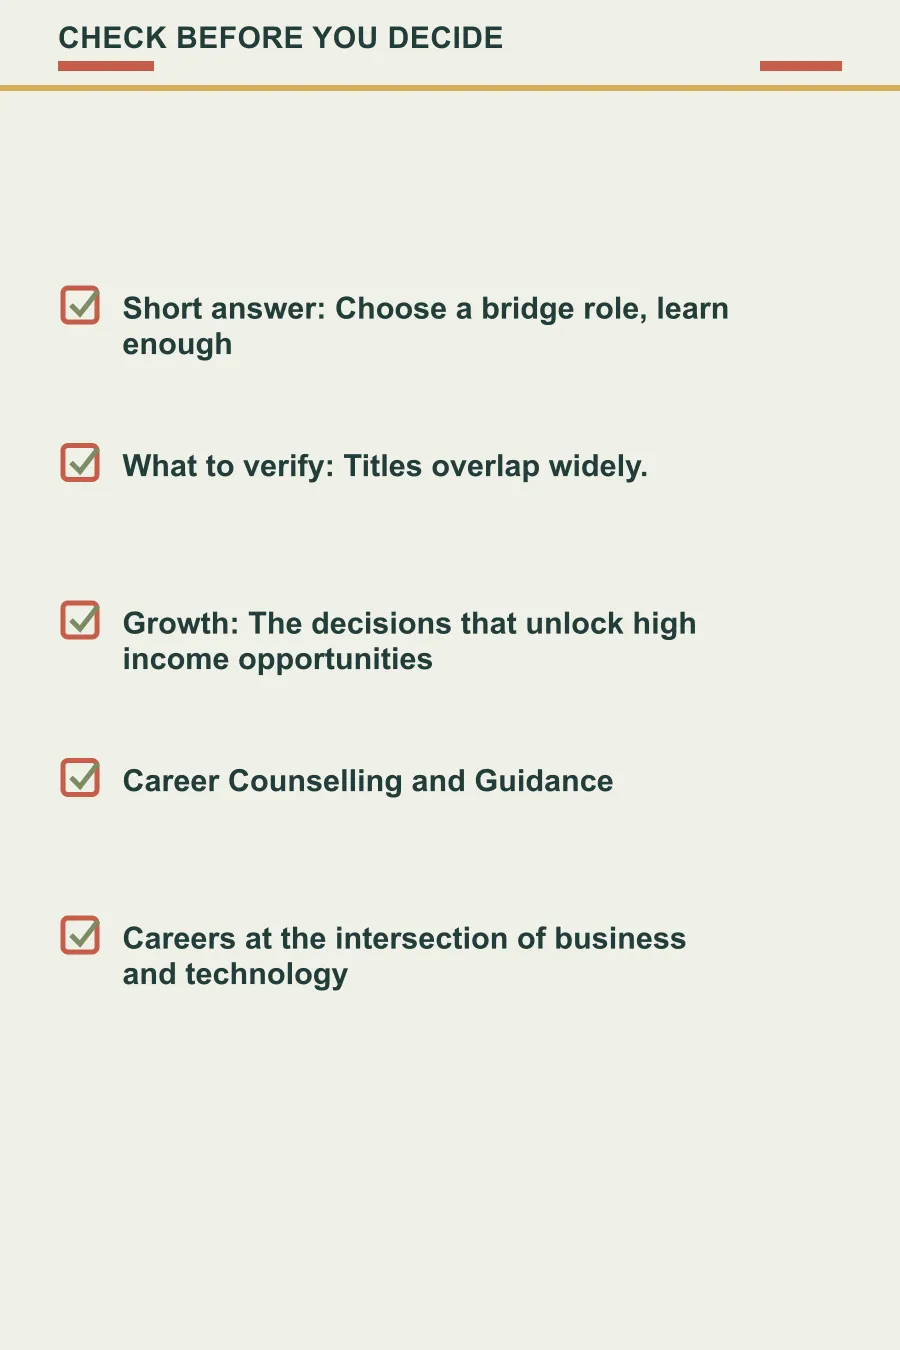 CHECK BEFORE YOU DECIDE
Short answer: Choose a bridge role, learn
enough
What to verify: Titles overlap widely.
Growth: The decisions that unlock high
income opportunities
Career Counselling and Guidance
Careers at the intersection of business
and technology